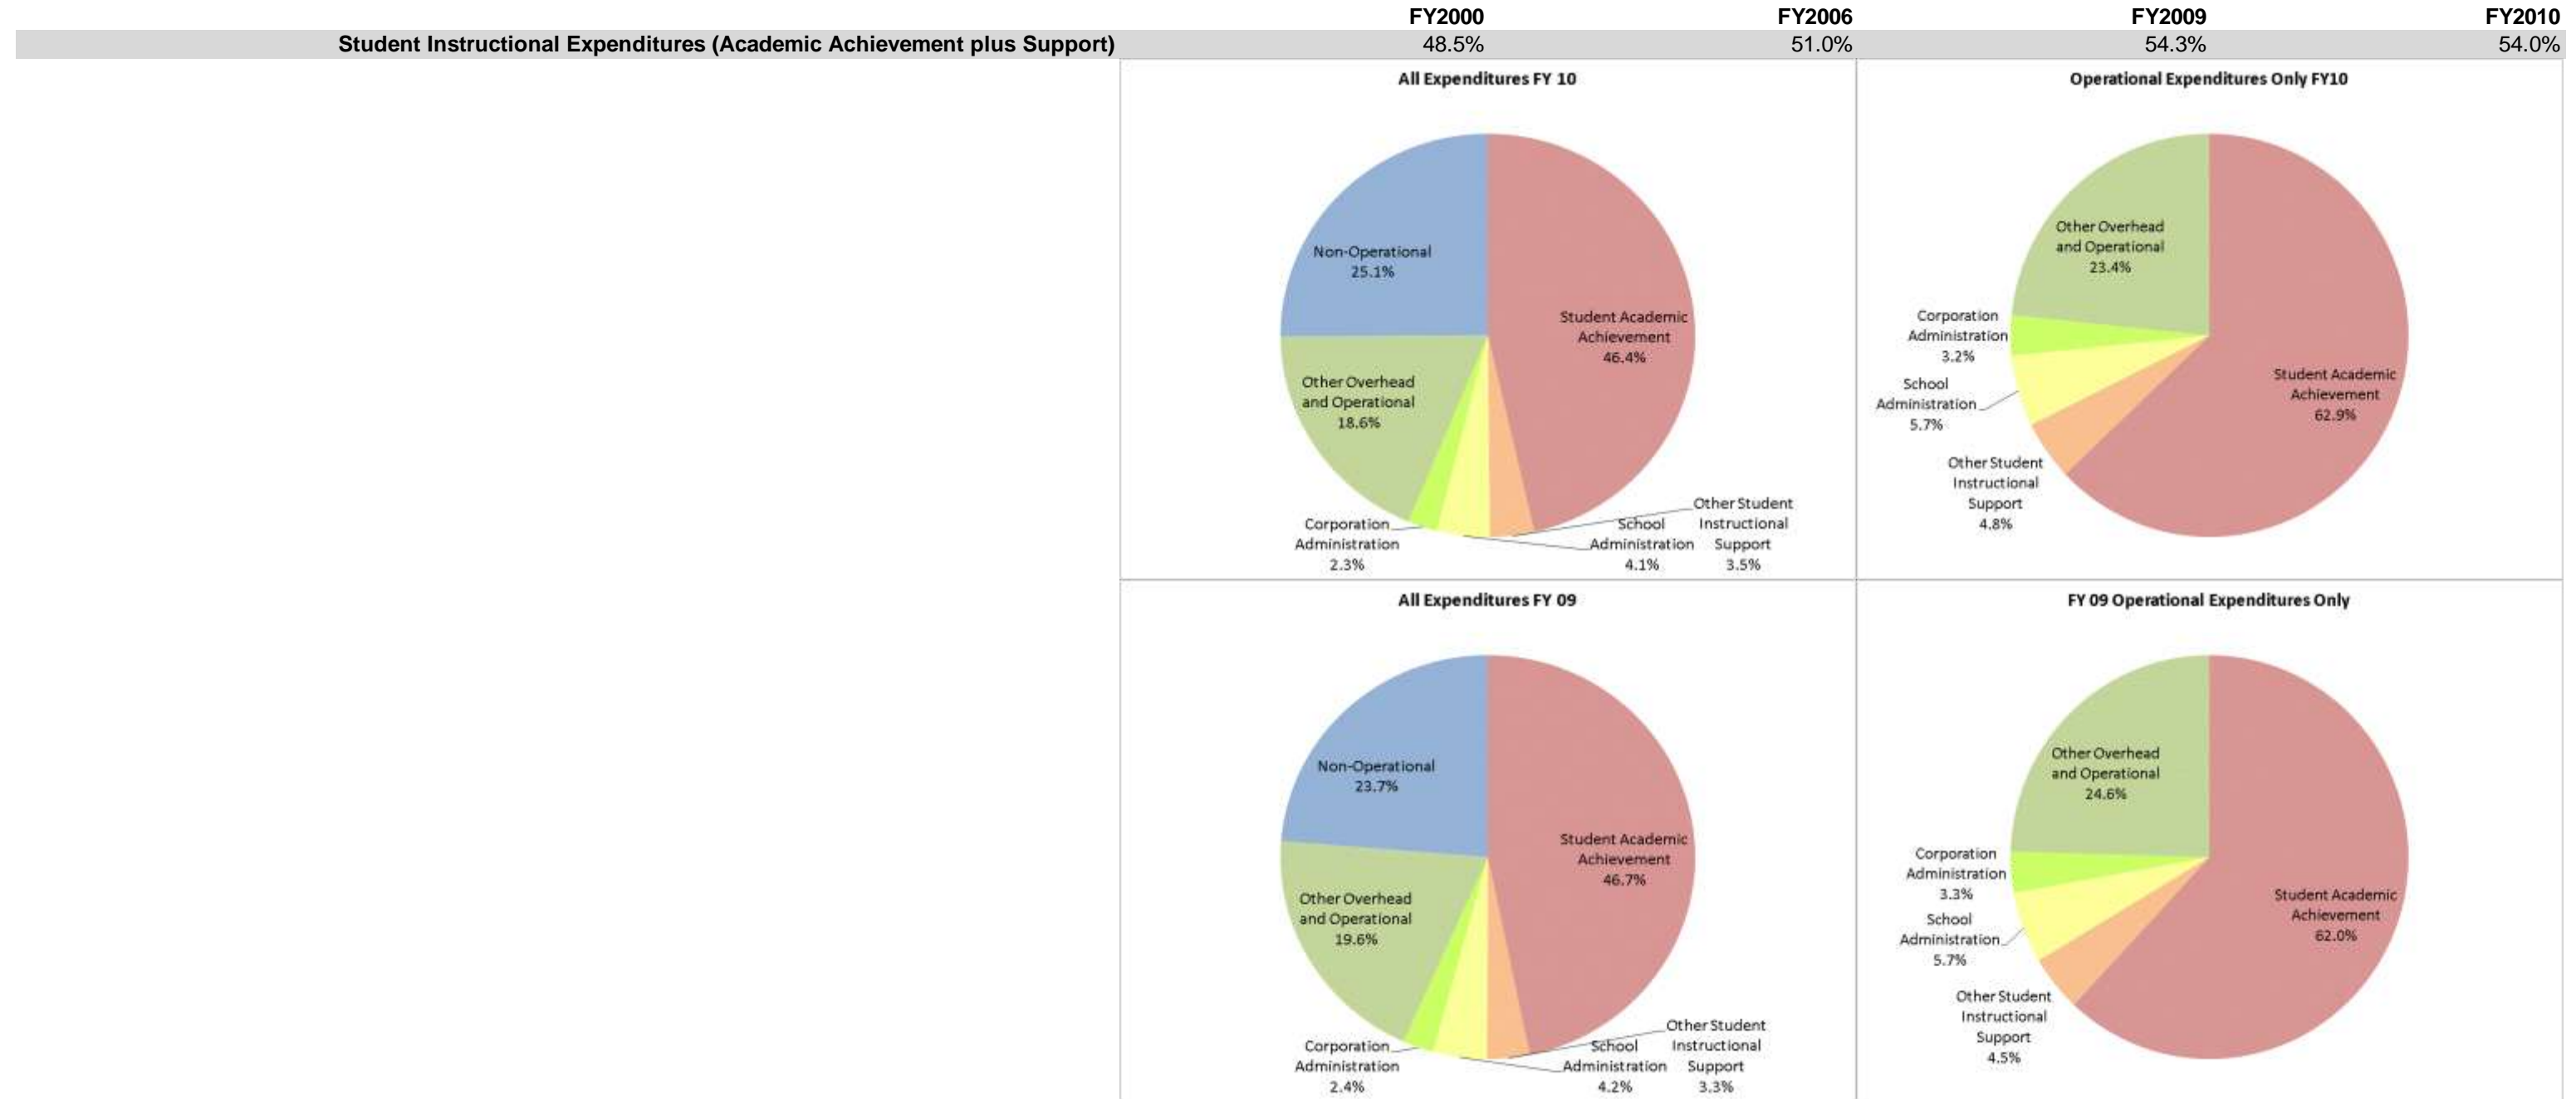 FY2000 FY2006 FY2009 FY2010
Student Instructional Expenditures (Academic Achievement plus Support) 48.5% 51.0% 54.3% 54.0%
All Expenditures FY 10
Non-Operational
25.1%
Student Academic
Achievement
46.4%
Other Overhead
and Operational
18.6%
Corporation
Administration
2.3%
School
Administration
4.1%
Other Student
Instructional
Support
3.5%
Operational Expenditures Only FY10
Other Overhead
and Operational
23.4%
Corporation
Administration
3.2%
School
Administration
5.7%
Student Academic
Achievement
62.9%
Other Student
Instructional
Support
4.8%
All Expenditures FY 09
Non-Operational
23.7%
Student Academic
Achievement
46.7%
Other Overhead
and Operational
19.6%
Corporation
Administration
2.4%
School
Administration
4.2%
Other Student
Instructional
Support
3.3%
FY 09 Operational Expenditures Only
Other Overhead
and Operational
24.6%
Corporation
Administration
3.3%
School
Administration
5.7%
Student Academic
Achievement
62.0%
Other Student
Instructional
Support
4.5%